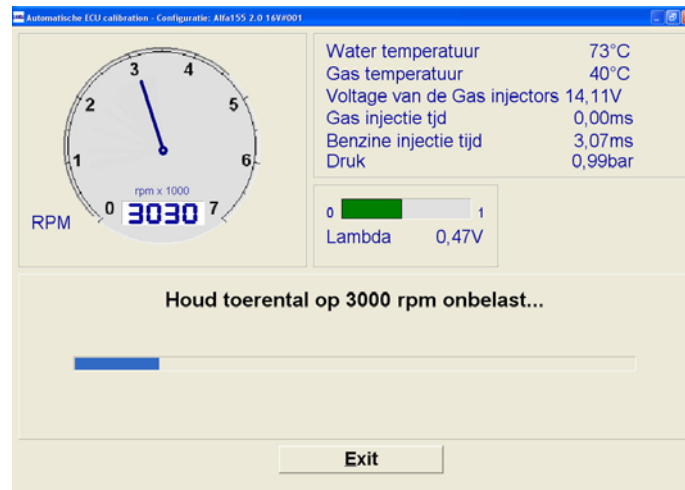 Automatische ECU calibration - Configuratie: Alfa155 2.0 16V#001
0 1 2 3 4 5 6 7
rpm x 1000
3030
RPM
Water temperatuur 73°C
Gas temperatuur 40°C
Voltage van de Gas injectors 14,11V
Gas injectie tjd 0,00ms
Benzine injectie tijd 3,07ms
Druk 0,99bar
0 1
Lambda 0,47V
Houd toerental op 3000 rpm onbelast...
Exit